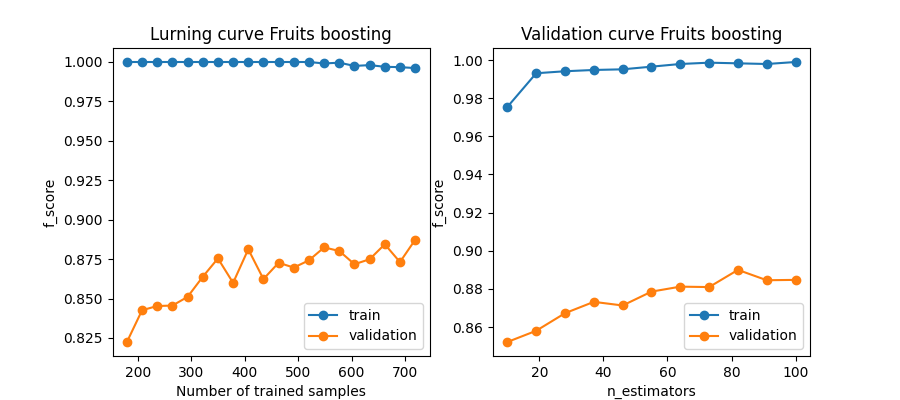 Lurning curve Fruits boosting
1.000
0.975
0.950
0.925
0.900
0.875
0.850
0.825
f_score
200 300 400 500 600 700
Number of trained samples
train
validation
Validation curve Fruits boosting
1.00
0.98
0.96
0.94
0.92
0.90
0.88
0.86
f_score
20 40 60 80 100
n_estimators
train
validation